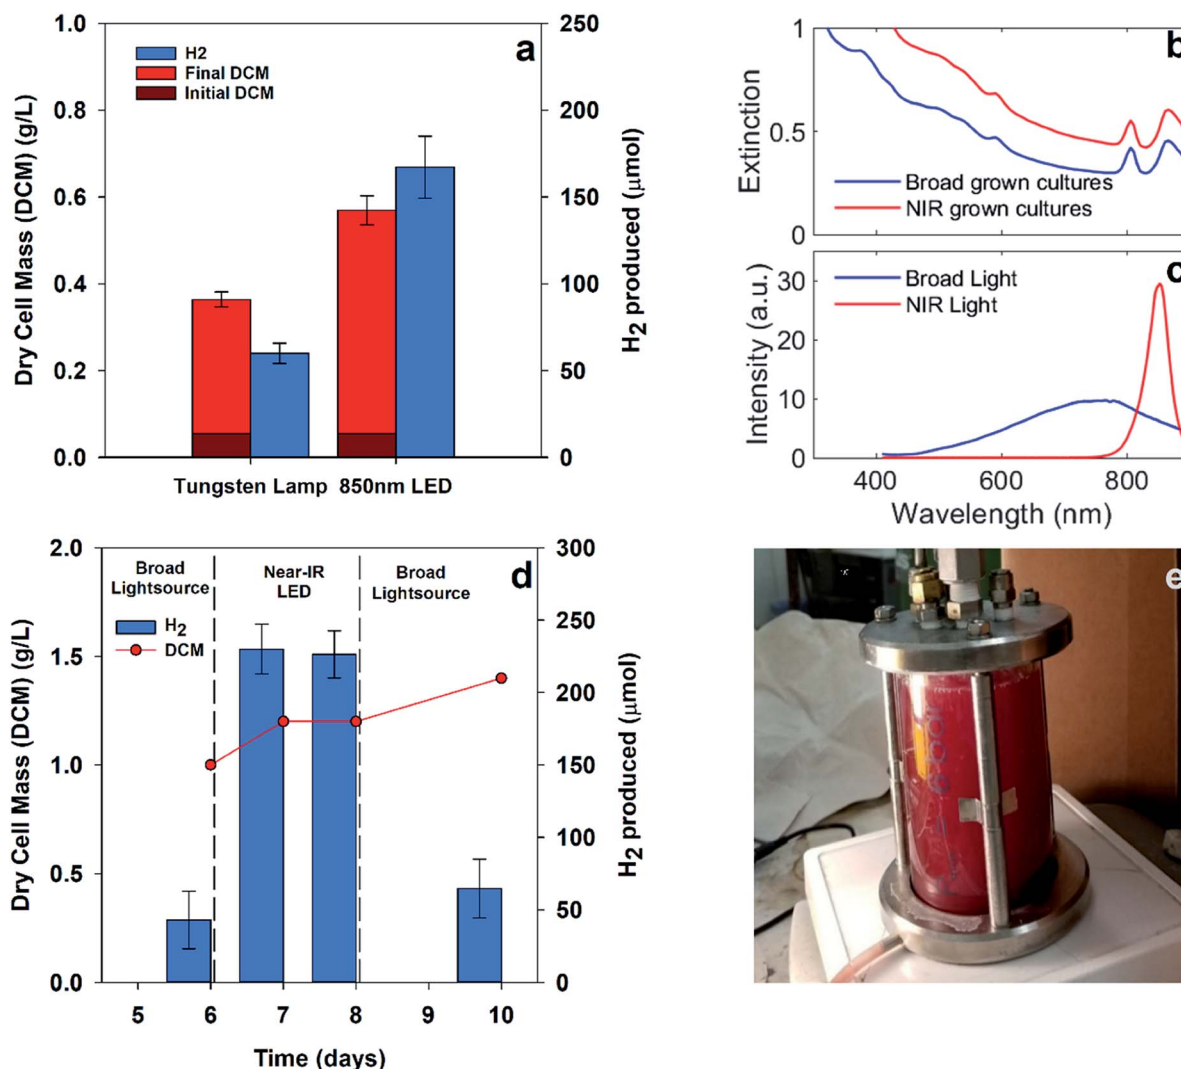 a
1.0
0.8
0.6
0.4
0.2
0.0
Dry Cell Mass (DCM) (g/L)
H2
Final DCM
Initial DCM
250
200
150
100
50
0
H2 produced (μmol)
Tungsten Lamp 850nm LED
b
1
0.5
0
Extinction
Broad grown cultures
NIR grown cultures
c
30
20
10
0
Intensity (a.u.)
Broad Light
NIR Light
400 600 800
Wavelength (nm)
d
2.0
1.5
1.0
0.5
0.0
Dry Cell Mass (DCM) (g/L)
Broad
Lightsource
Near-IR
LED
Broad
Lightsource
H2
DCM
300
250
200
150
100
50
0
H2 produced (μmol)
5 6 7 8 9 10
Time (days)
e